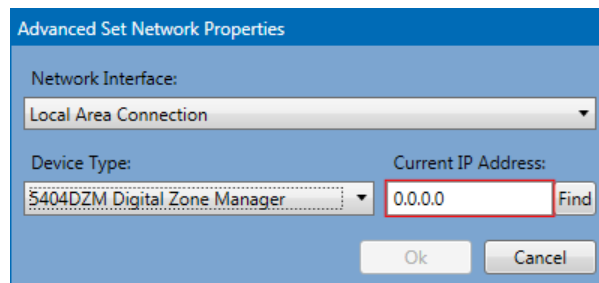 Advanced Set Network Properties
Network Interface:
Local Area Connection
Device Type: Current IP Address:
5404DZM Digital Zone Manager 0.0.0.0 Find
Ok Cancel